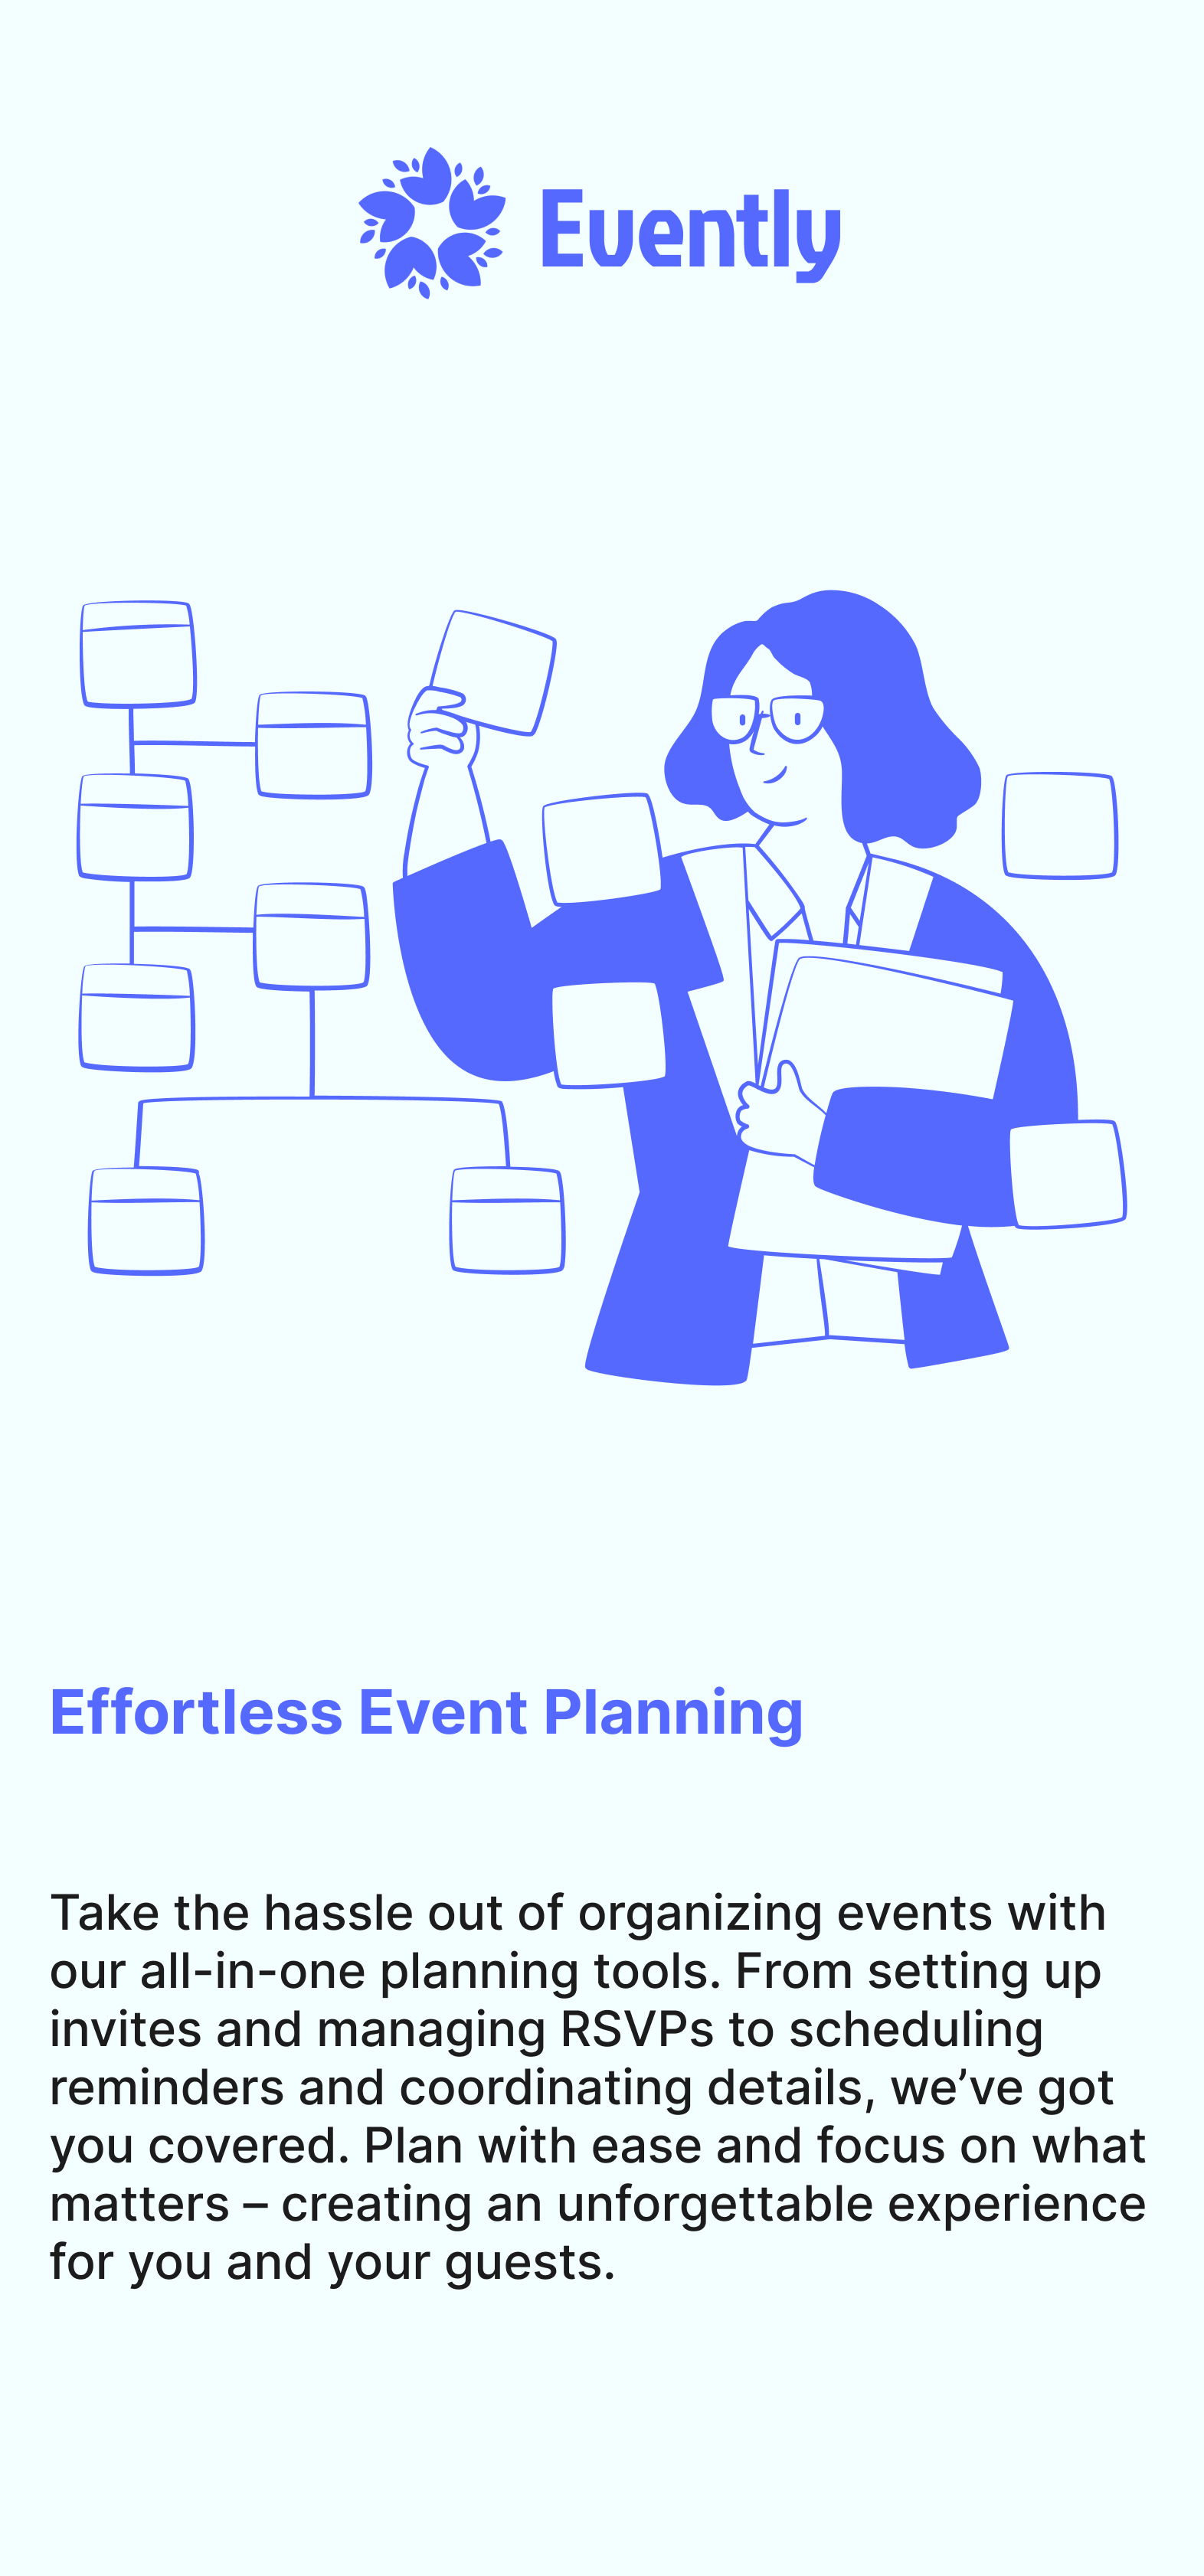 Evently
Effortless Event Planning
Take the hassle out of organizing events with
our all-in-one planning tools. From setting up
invites and managing RSVPs to scheduling
reminders and coordinating details, we’ve got
you covered. Plan with ease and focus on what
matters – creating an unforgettable experience
for you and your guests.